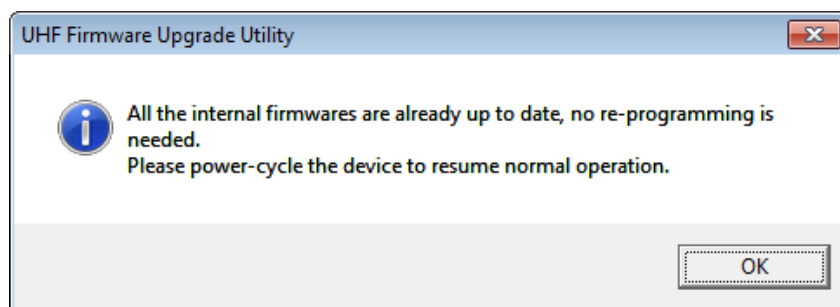 UHF Firmware Upgrade Utility
All the internal firmwares are already up to date, no re-programming is
needed.
Please power-cycle the device to resume normal operation.
OK